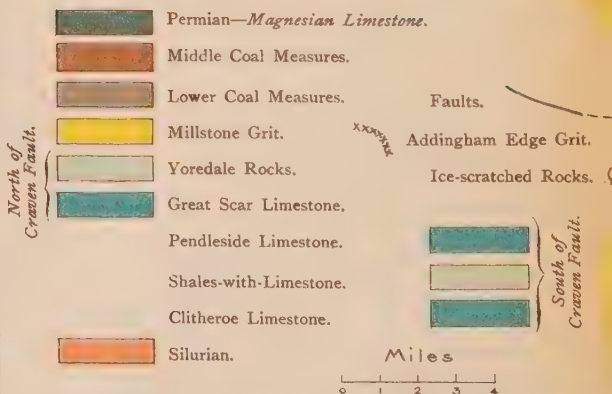 Permian—Magnesian Limestone.
Middle Coal Measures.
Lower Coal Measures.
Millstone Grit.
Yoredale Rocks.
Great Scar Limestone.
Pendleside Limestone.
Shales-with-Limestone.
Clitheroe Limestone.
Silurian.
North of
Craven Fault.
Faults.
xxxxxxx
Addingham Edge Grit.
Ice-scratched Rocks.
South of
Craven Fault.
Miles
0 1 2 3 4